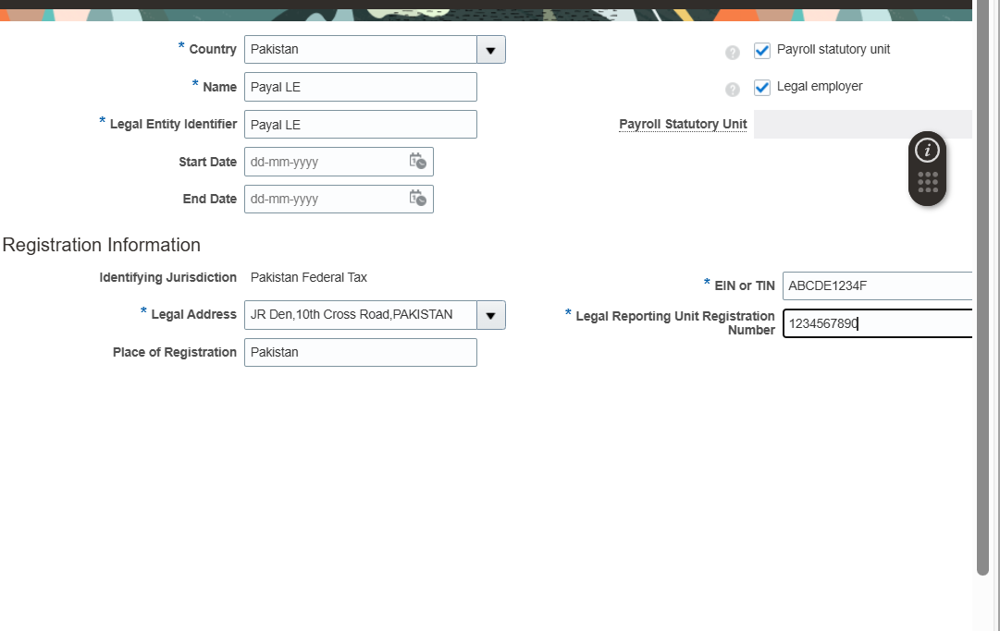 * Country Pakistan
? Payroll statutory unit
* Name Payal LE
? Legal employer
* Legal Entity Identifier Payal LE
Payroll Statutory Unit
Start Date dd-mm-yyyy
End Date dd-mm-yyyy
Registration Information
Identifying Jurisdiction Pakistan Federal Tax
* EIN or TIN ABCDE1234F
* Legal Address JR Den,10th Cross Road,PAKISTAN
* Legal Reporting Unit Registration
Number 1234567890
Place of Registration Pakistan